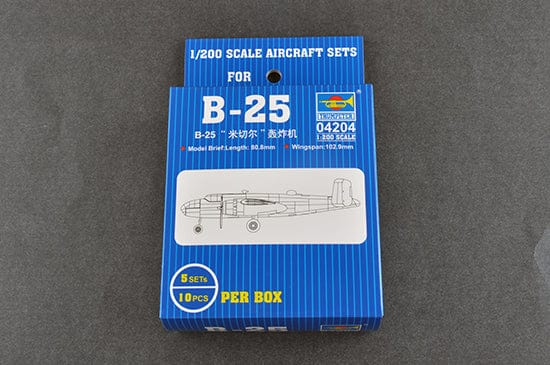 1/200 SCALE AIRCRAFT SETS
FOR
B-25
B-25 "米切尔" 轰炸机
Model Brief:Length: 80.8mm Wingspan:102.9mm
TRUMPETER
04204
1:200 SCALE
5 SETs
10 PCS
PER BOX
B-25